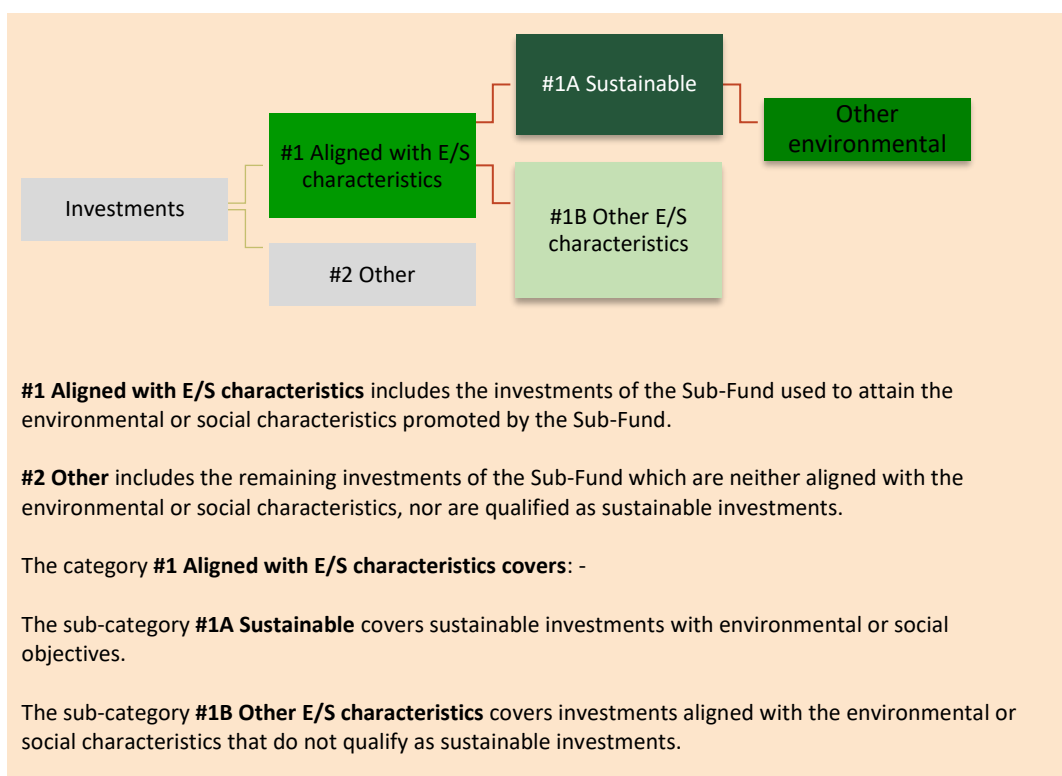 #1A Sustainable
Other
environmental
#1 Aligned with E/S
characteristics
Investments
#1B Other E/S
characteristics
#2 Other
#1 Aligned with E/S characteristics includes the investments of the Sub-Fund used to attain the
environmental or social characteristics promoted by the Sub-Fund.
#2 Other includes the remaining investments of the Sub-Fund which are neither aligned with the
environmental or social characteristics, nor are qualified as sustainable investments.
The category #1 Aligned with E/S characteristics covers: -
The sub-category #1A Sustainable covers sustainable investments with environmental or social
objectives.
The sub-category #1B Other E/S characteristics covers investments aligned with the environmental or
social characteristics that do not qualify as sustainable investments.